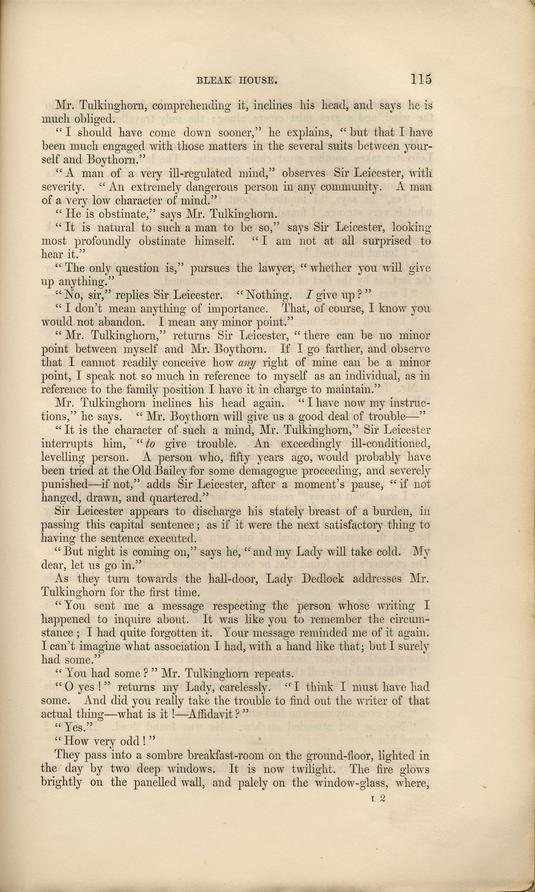 BLEAK HOUSE. 115
Mr. Tulkinghorn, comprehending it, inclines his head, and says he is
much obliged.
“I should have come down sooner,” he explains, “but that I have
been much engaged with those matters in the several suits between your-
self and Boythorn.”
“A man of a very ill-regulated mind,” observes Sir Leicester, with
severity. “An extremely dangerous person in any community. A man
of a very low character of mind.”
“He is obstinate,” says Mr. Tulkinghorn.
“It is natural to such a man to be so,” says Sir Leicester, looking
most profoundly obstinate himself. “I am not at all surprised to
hear it.”
“The only question is,” pursues the lawyer, “whether you will give
up anything.”
“No, sir,” replies Sir Leicester. “Nothing. I give up?”
“I don't mean anything of importance. That, of course, I know you
would not abandon. I mean any minor point.”
“Mr. Tulkinghorn,” returns Sir Leicester, “there can be no minor
point between myself and Mr. Boythorn. If I go farther, and observe
that I cannot readily conceive how any right of mine can be a minor
point, I speak not so much in reference to myself as an individual, as in
reference to the family position I have it in charge to maintain.”
Mr. Tulkinghorn inclines his head again. “I have now my instruc-
tions,” he says. “Mr. Boythorn will give us a good deal of trouble—”
“It is the character of such a mind, Mr. Tulkinghorn,” Sir Leicester
interrupts him, “to give trouble. An exceedingly ill-conditioned,
levelling person. A person who, fifty years ago, would probably have
been tried at the Old Bailey for some demagogue proceeding, and severely
punished—if not,” adds Sir Leicester, after a moment's pause, “if not
hanged, drawn, and quartered.”
Sir Leicester appears to discharge his stately breast of a burden, in
passing this capital sentence; as if it were the next satisfactory thing to
having the sentence executed.
“But night is coming on,” says he, “and my Lady will take cold. My
dear, let us go in.”
As they turn towards the hall-door, Lady Dedlock addresses Mr.
Tulkinghorn for the first time.
“You sent me a message respecting the person whose writing I
happened to inquire about. It was like you to remember the circum-
stance; I had quite forgotten it. Your message reminded me of it again.
I can't imagine what association I had, with a hand like that; but I surely
had some.”
“You had some?” Mr. Tulkinghorn repeats.
“O yes!” returns my Lady, carelessly. “I think I must have had
some. And did you really take the trouble to find out the writer of that
actual thing—what is it!—Affidavit?”
“Yes.”
“How very odd!”
They pass into a sombre breakfast-room on the ground-floor, lighted in
the day by two deep windows. It is now twilight. The fire glows
brightly on the panelled wall, and palely on the window-glass, where,
I 2